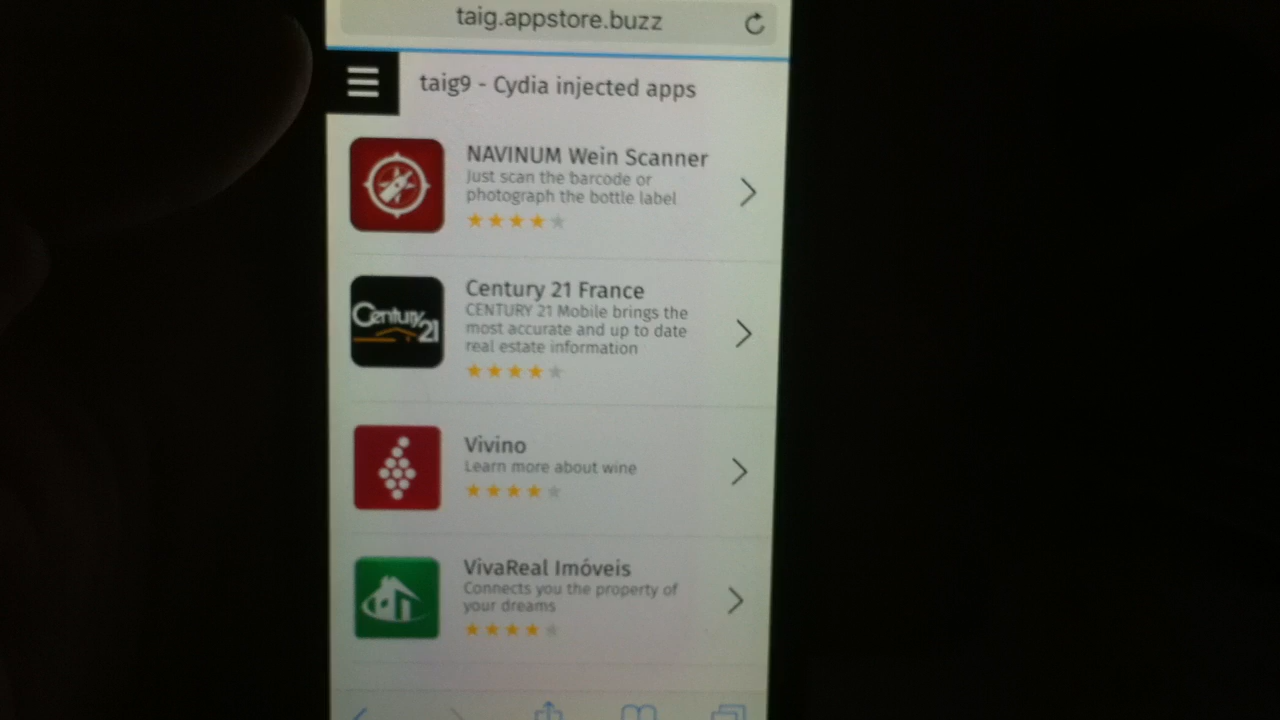 taig.appstore.buzz
taig9 - Cydia injected apps
NAVINUM Wein Scanner
Just scan the barcode or
photograph the bottle label
Century 21 France
CENTURY 21 Mobile brings the
most accurate and up to date
real estate information
Century 21
Vivino
Learn more about wine
VivaReal Imóveis
Connects you the property of
your dreams